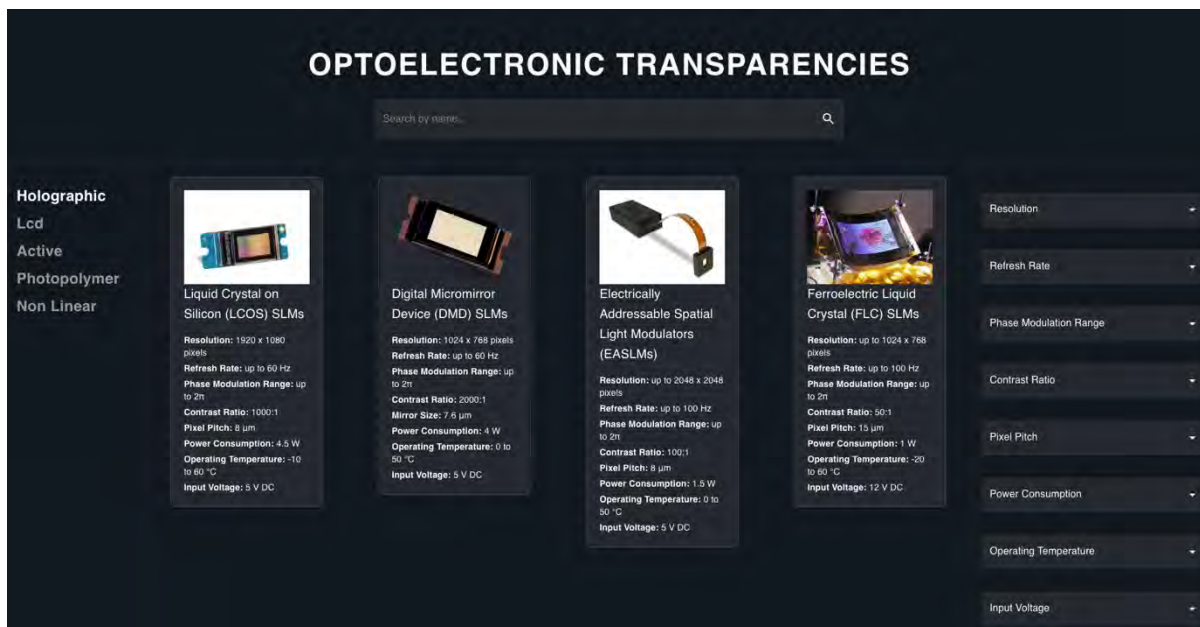 OPTOELECTRONIC TRANSPARENCIES
Search by name...
Holographic
Lcd
Active
Photopolymer
Non Linear
Liquid Crystal on
Silicon (LCOS) SLMs
Resolution: 1920 x 1080
pixels
Refresh Rate: up to 60 Hz
Phase Modulation Range: up
to 2π
Contrast Ratio: 1000:1
Pixel Pitch: 8 μm
Power Consumption: 4.5 W
Operating Temperature: -10
to 60 °C
Input Voltage: 5 V DC
Digital Micromirror
Device (DMD) SLMs
Resolution: 1024 x 768 pixels
Refresh Rate: up to 60 Hz
Phase Modulation Range: up
to 2π
Contrast Ratio: 2000:1
Mirror Size: 7.6 μm
Power Consumption: 4 W
Operating Temperature: 0 to
50 °C
Input Voltage: 5 V DC
Electrically
Addressable Spatial
Light Modulators
(EASLMs)
Resolution: up to 2048 x 2048
pixels
Refresh Rate: up to 100 Hz
Phase Modulation Range: up
to 2π
Contrast Ratio: 100:1
Pixel Pitch: 8 μm
Power Consumption: 1.5 W
Operating Temperature: 0 to
50 °C
Input Voltage: 5 V DC
Ferroelectric Liquid
Crystal (FLC) SLMs
Resolution: up to 1024 x 768
pixels
Refresh Rate: up to 100 Hz
Phase Modulation Range: up
to 2π
Contrast Ratio: 50:1
Pixel Pitch: 15 μm
Power Consumption: 1 W
Operating Temperature: -20
to 60 °C
Input Voltage: 12 V DC
Resolution
Refresh Rate
Phase Modulation Range
Contrast Ratio
Pixel Pitch
Power Consumption
Operating Temperature
Input Voltage